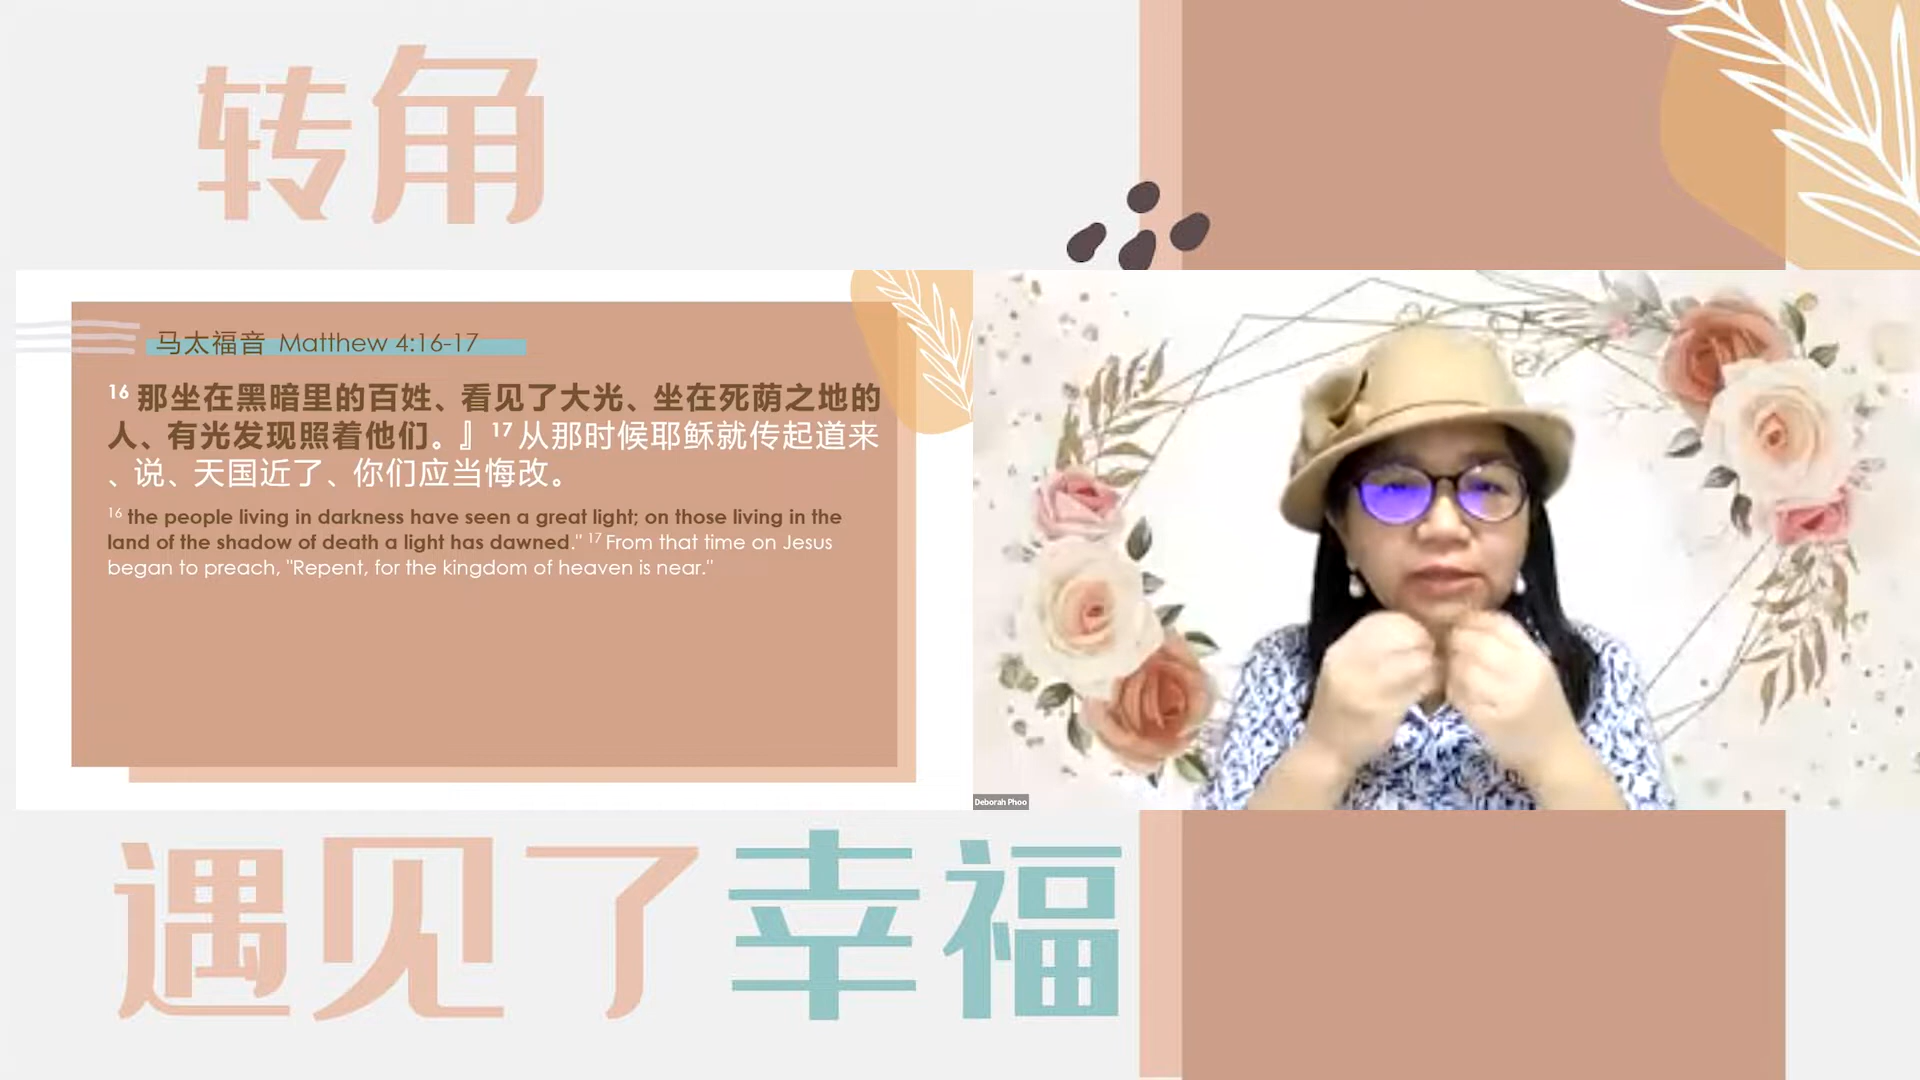 转角
马太福音 Matthew 4:16-17
16 那坐在黑暗里的百姓、看见了大光、坐在死荫之地的
人、有光发现照着他们。』17 从那时候耶稣就传起道来
、说、天国近了、你们应当悔改。
16 the people living in darkness have seen a great light; on those living in the
land of the shadow of death a light has dawned." 17 From that time on Jesus
began to preach, "Repent, for the kingdom of heaven is near."
Deborah Phoo
遇见了幸福